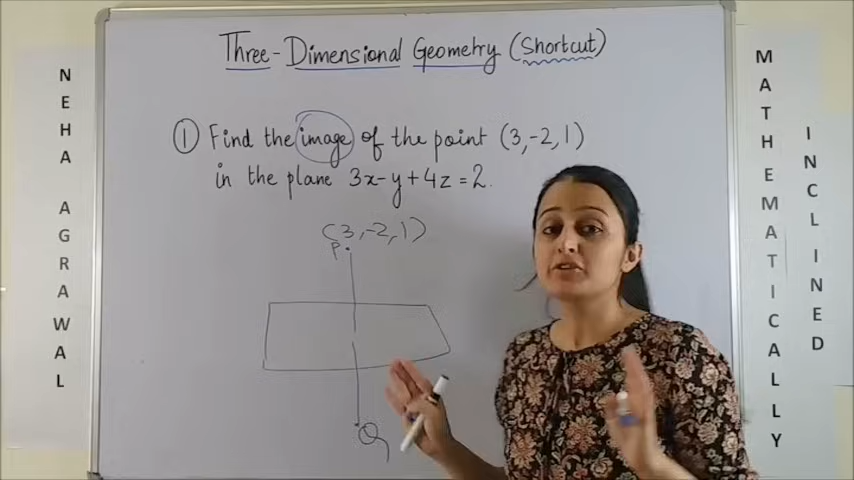 Three-Dimensional Geometry (Shortcut)
① Find the image of the point (3,-2,1)
in the plane 3x-y+4z=2.
(3,-2,1)
P
Q
NEHA AGRAWAL
MATHEMATICALLY
INCLINED